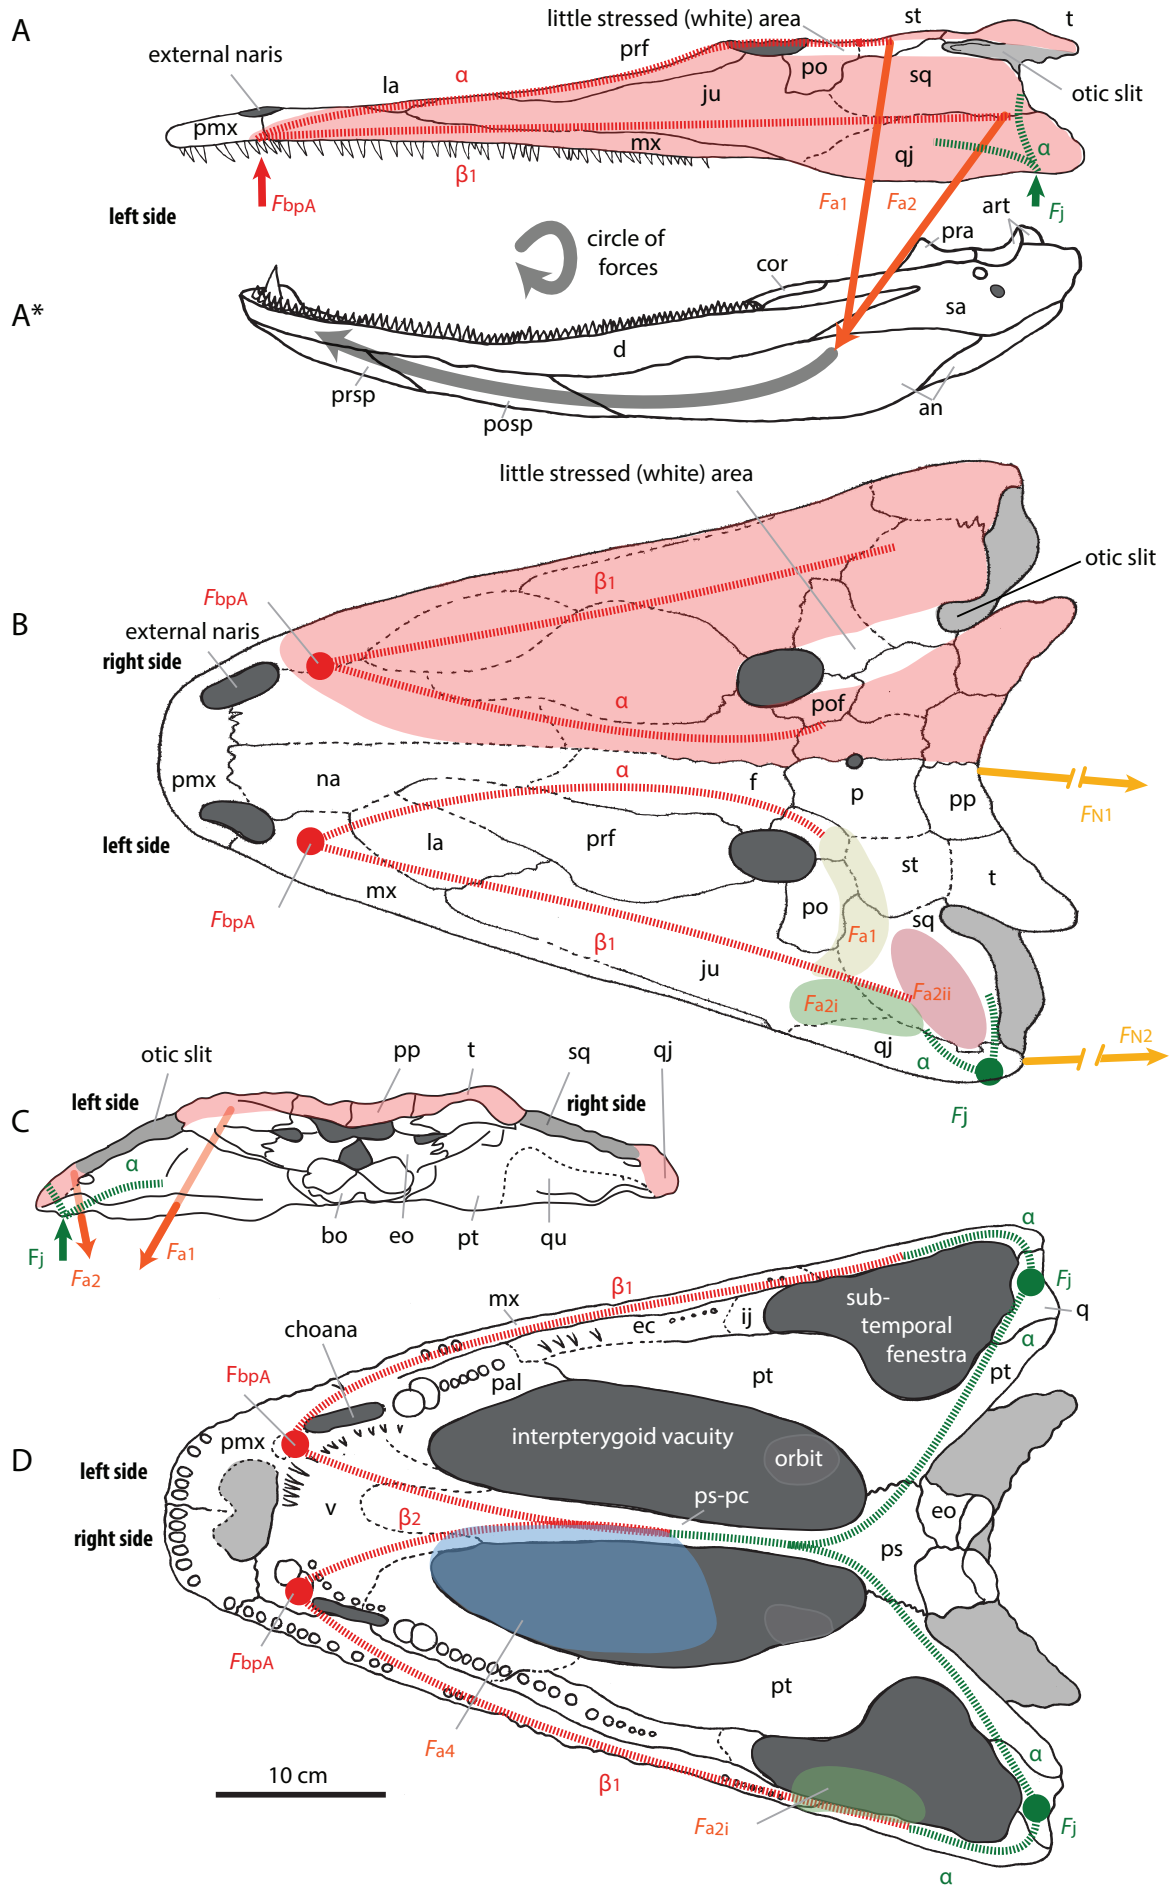 A
external naris
little stressed (white) area
st
t
prf
la
α
po
sq
otic slit
pmx
ju
mx
qj
α
β1
FbpA
Fa1
Fa2
Fj
left side
circle of
forces
art
pra
cor
A*
sa
d
prsp
posp
an
little stressed (white) area
otic slit
B
FbpA
β1
external naris
right side
pof
α
α
pmx
na
f
p
pp
FN1
left side
la
prf
st
t
mx
po
sq
FbpA
Fa1
β1
ju
Fa2i
Fa2ii
qj
α
FN2
Fj
otic slit
pp
t
sq
qj
left side
right side
C
α
bo
eo
pt
qu
Fj
Fa2
Fa1
α
β1
mx
choana
ec
ij
sub-
temporal
fenestra
Fj
q
α
FbpA
pal
pt
pt
pmx
interpterygoid vacuity
orbit
D
left side
ps-pc
v
β2
eo
right side
ps
FbpA
pt
Fa4
α
10 cm
β1
Fa2i
Fj
α